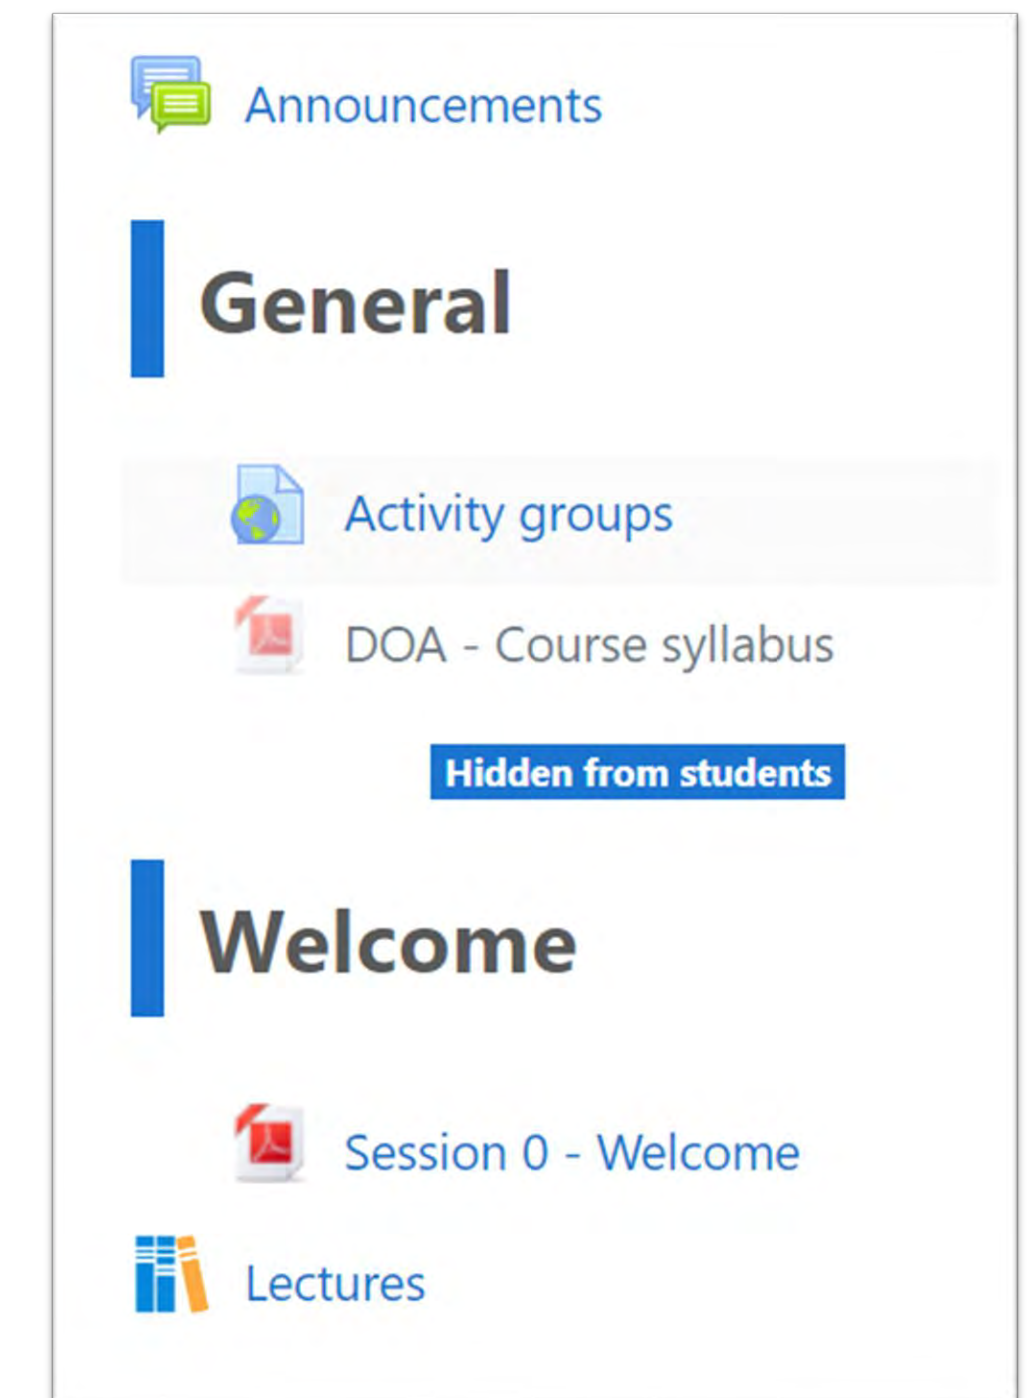 Announcements
General
Activity groups
DOA - Course syllabus
Hidden from students
Welcome
Session 0 - Welcome
Lectures